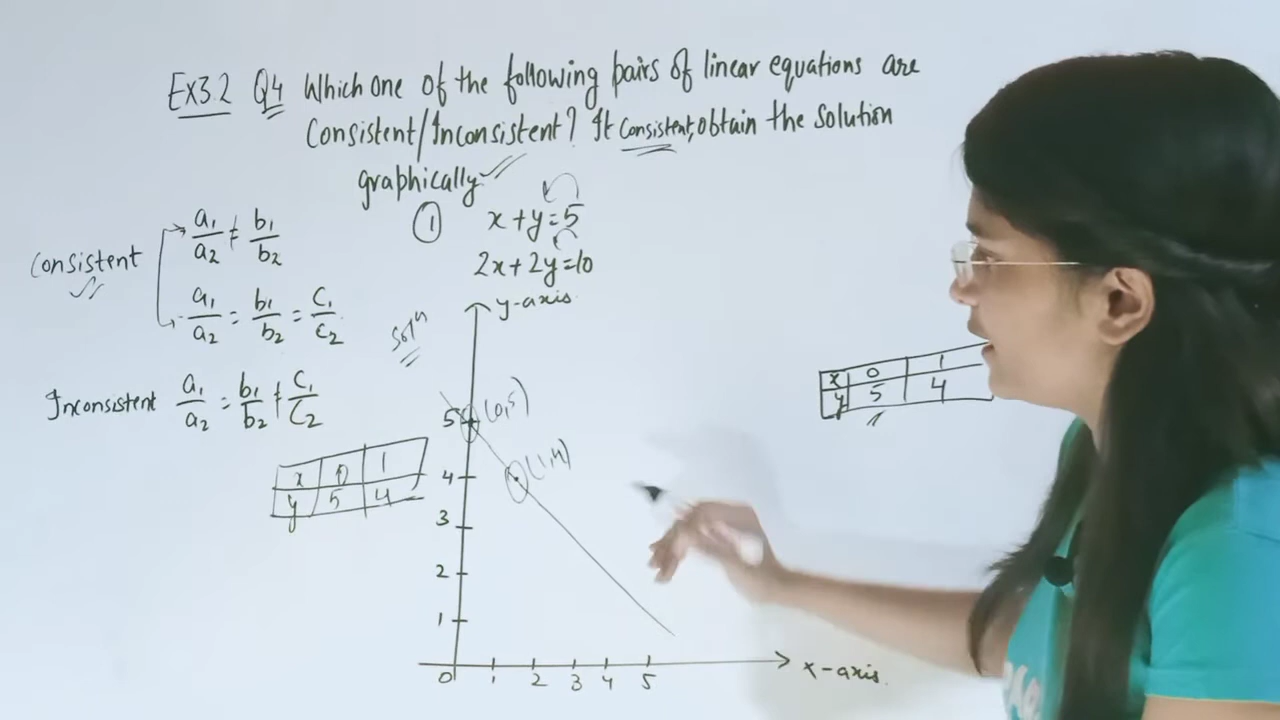 Ex3.2 Q4 Which one of the following pairs of linear equations are
Consistent/Inconsistent? If Consistent, obtain the solution
graphically
① x+y=5
2x+2y=10
Consistent a₁/a₂ ≠ b₁/b₂
a₁/a₂ = b₁/b₂ = c₁/c₂
Inconsistent a₁/a₂ = b₁/b₂ ≠ c₁/c₂
Solⁿ
y-axis
x 0 1
y 5 4
x 0 1
y 5 4
5 (0,5)
4 (1,4)
3
2
1
0 1 2 3 4 5 x-axis